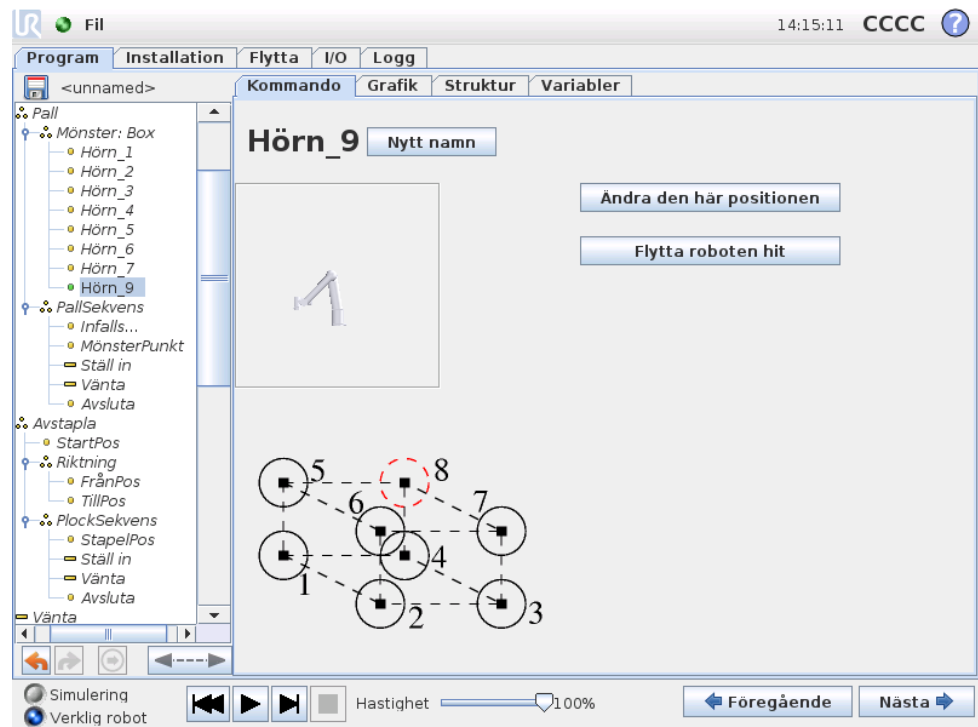 UR Fil 14:15:11 CCCC ?
Program Installation Flytta I/O Logg
<unnamed>
Kommando Grafik Struktur Variabler
Pall
Mönster: Box
Hörn_1
Hörn_2
Hörn_3
Hörn_4
Hörn_5
Hörn_6
Hörn_7
Hörn_9
PallSekvens
Infalls...
MönsterPunkt
Ställ in
Vänta
Avsluta
Avstapla
StartPos
Riktning
FrånPos
TillPos
PlockSekvens
StapelPos
Ställ in
Vänta
Avsluta
Vänta
Hörn_9 Nytt namn
Ändra den här positionen
Flytta roboten hit
5 8
6 7
1 4
2 3
Simulering
Verklig robot
Hastighet 100%
Föregående Nästa